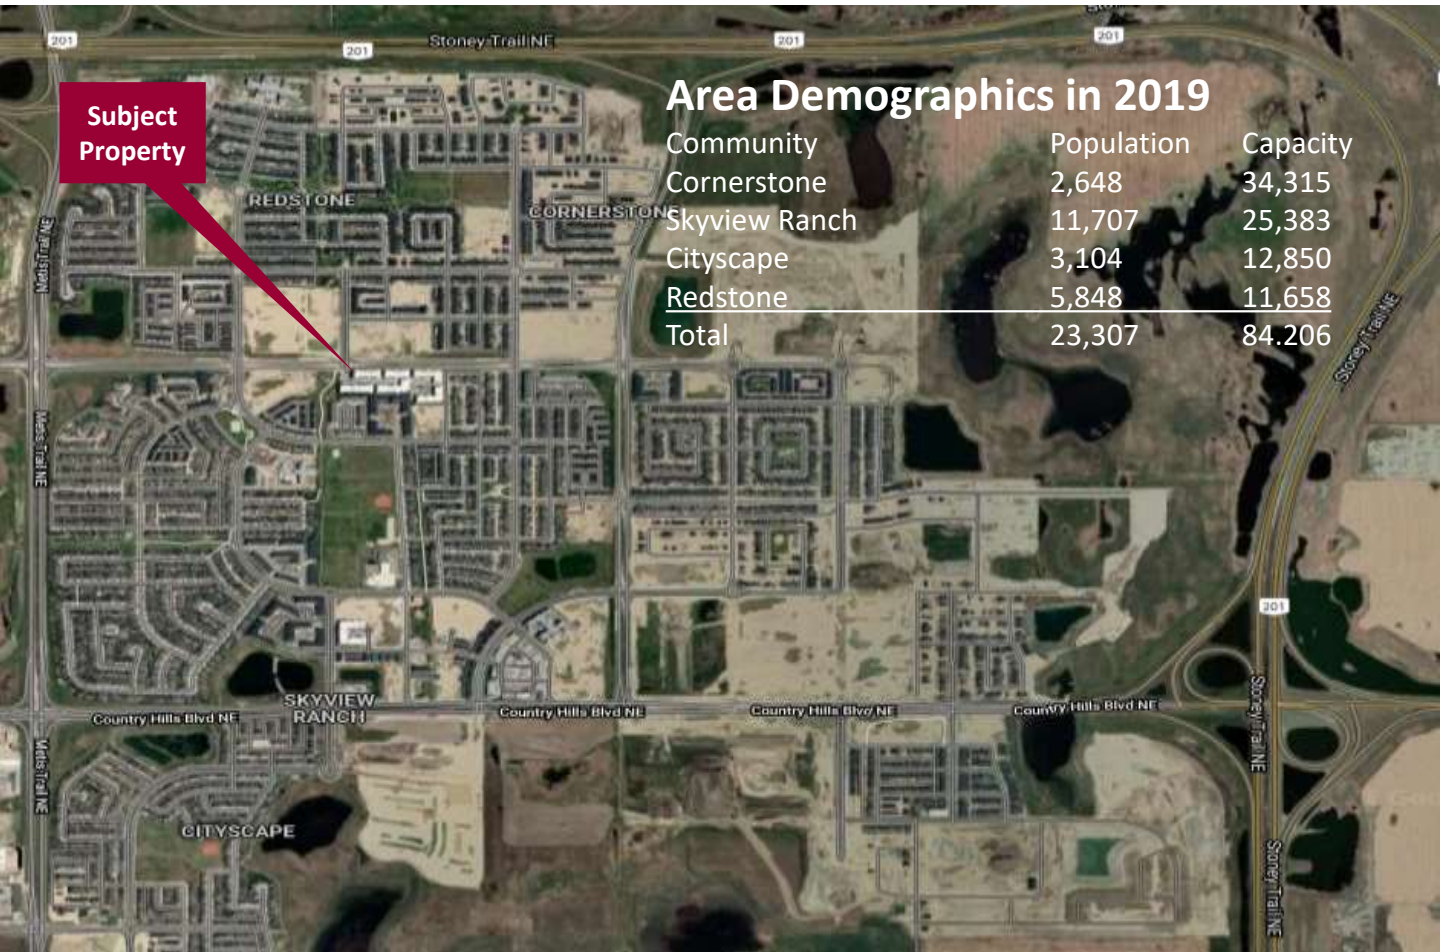 201
201
Stoney Trail NE
201
201
Subject
Property
Area Demographics in 2019
Community Population Capacity
Cornerstone 2,648 34,315
Skyview Ranch 11,707 25,383
Cityscape 3,104 12,850
Redstone 5,848 11,658
Total 23,307 84.206
REDSTONE
CORNERSTONE
Metis Trail NE
Stoney Trail NE
Metis Trail NE
201
SKYVIEW
RANCH
Country Hills Blvd NE
Country Hills Blvd NE
Country Hills Blvd NE
Country Hills Blvd NE
Stoney Trail NE
Metis Trail NE
CITYSCAPE
Stoney Trail NE